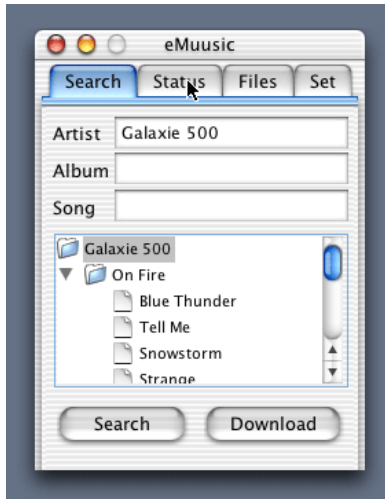 eMuusic
Search Status Files Set
Artist Galaxie 500
Album
Song
Galaxie 500
On Fire
Blue Thunder
Tell Me
Snowstorm
Strange
Search Download